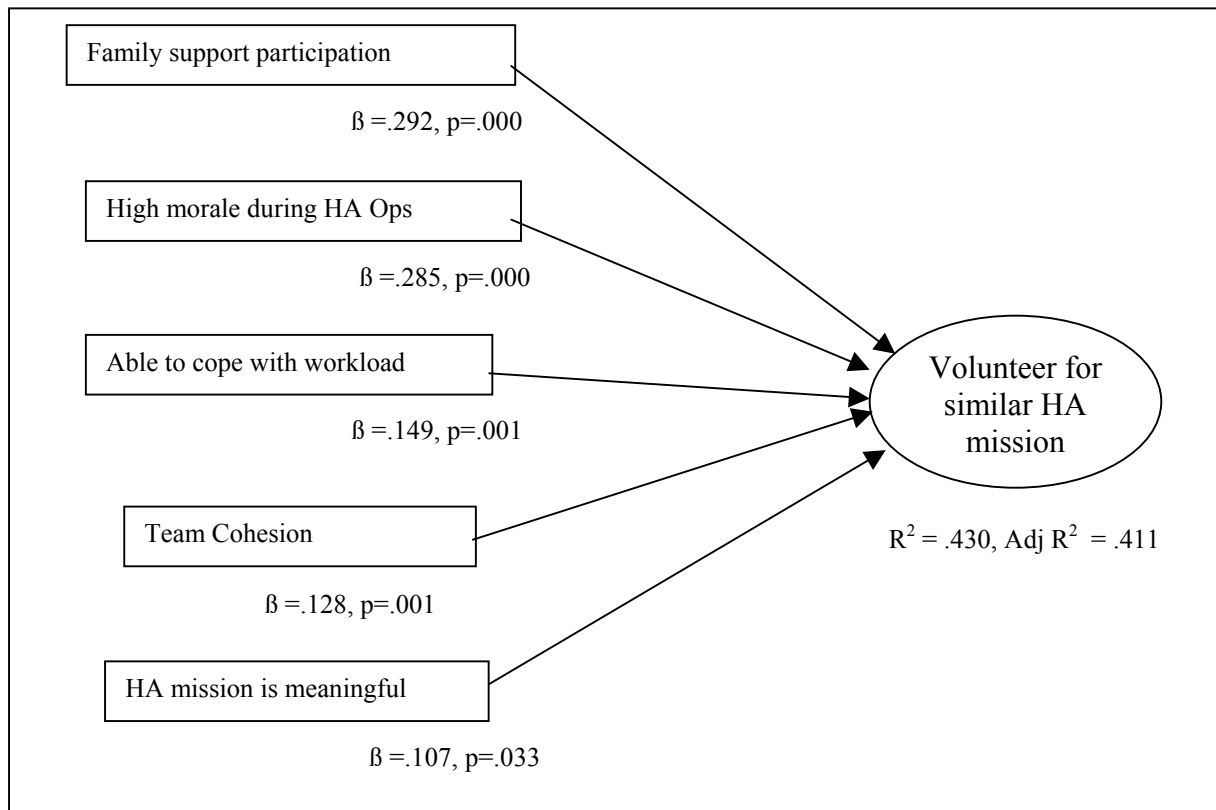 Family support participation
ß =.292, p=.000
High morale during HA Ops
ß =.285, p=.000
Able to cope with workload
ß =.149, p=.001
Team Cohesion
ß =.128, p=.001
HA mission is meaningful
ß =.107, p=.033
Volunteer for
similar HA
mission
R² = .430, Adj R² = .411